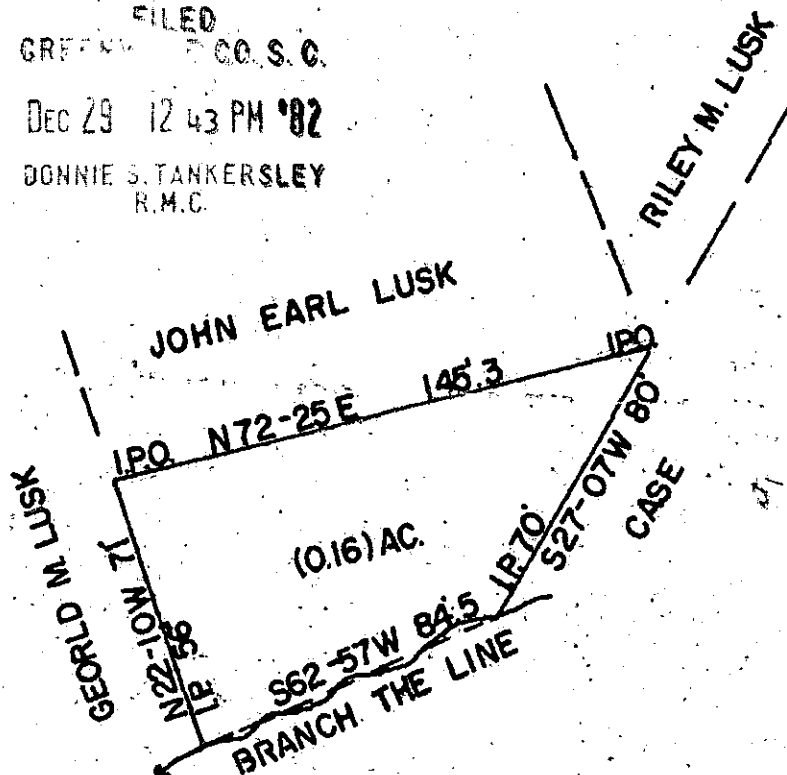 FILED
CO. S. C.
DEC 29 12 43 PM '82
DONNIE S. TANKERSLEY
R.M.C.
RILEY M. LUSK
JOHN EARL LUSK
I.P.O. N72-25E 145.3 I.P.O.
GEORLD M. LUSK
N22-10W 71'
I.P. 56'
(0.16) AC.
I.P. 70'
S27-07W 80'
CASE
S62-57W 84.5
BRANCH THE LINE